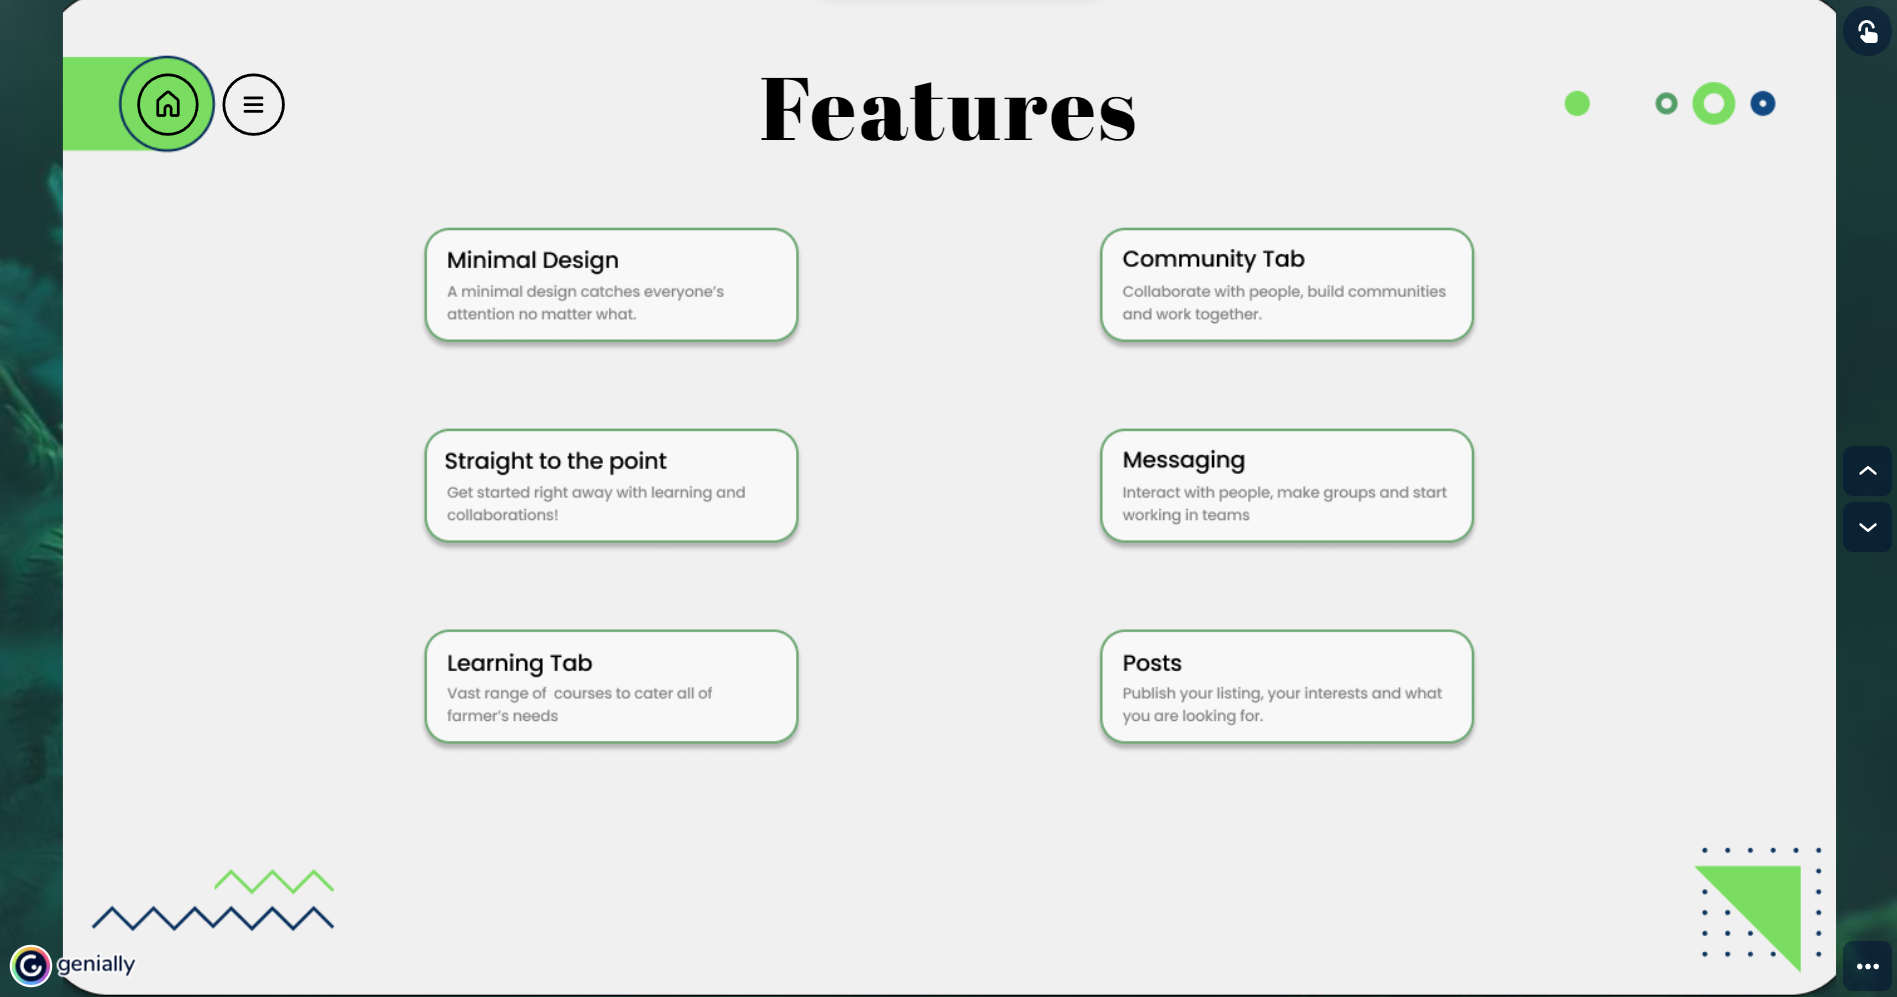 Features
Minimal Design
A minimal design catches everyone's
attention no matter what.
Community Tab
Collaborate with people, build communities
and work together.
Straight to the point
Get started right away with learning and
collaborations!
Messaging
Interact with people, make groups and start
working in teams
Learning Tab
Vast range of  courses to cater all of
farmer's needs
Posts
Publish your listing, your interests and what
you are looking for.
genially